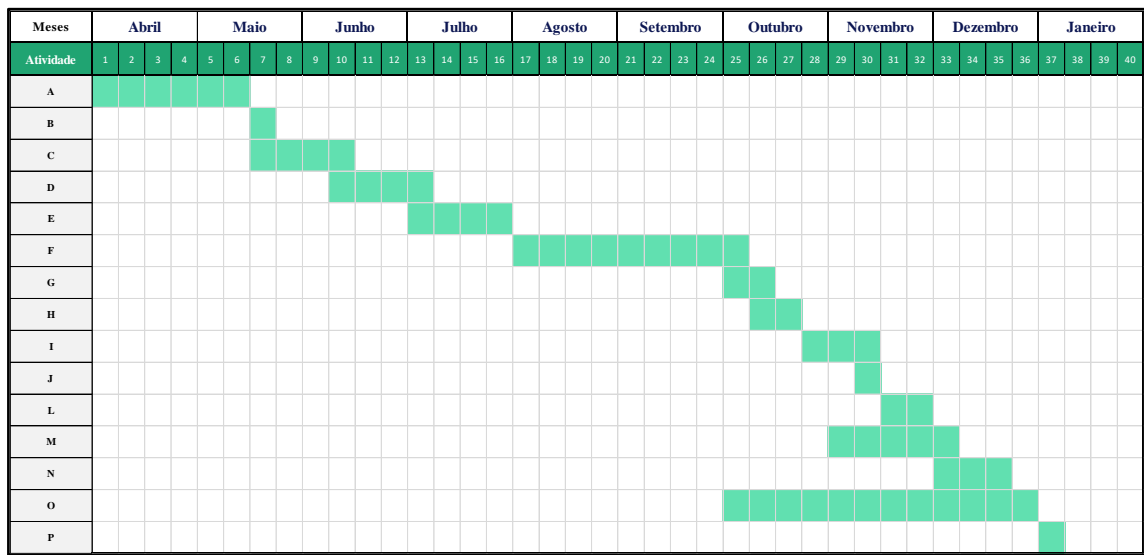 Meses Abril Maio Junho Julho Agosto Setembro Outubro Novembro Dezembro Janeiro
Atividade 1 2 3 4 5 6 7 8 9 10 11 12 13 14 15 16 17 18 19 20 21 22 23 24 25 26 27 28 29 30 31 32 33 34 35 36 37 38 39 40
A
B
C
D
E
F
G
H
I
J
L
M
N
O
P